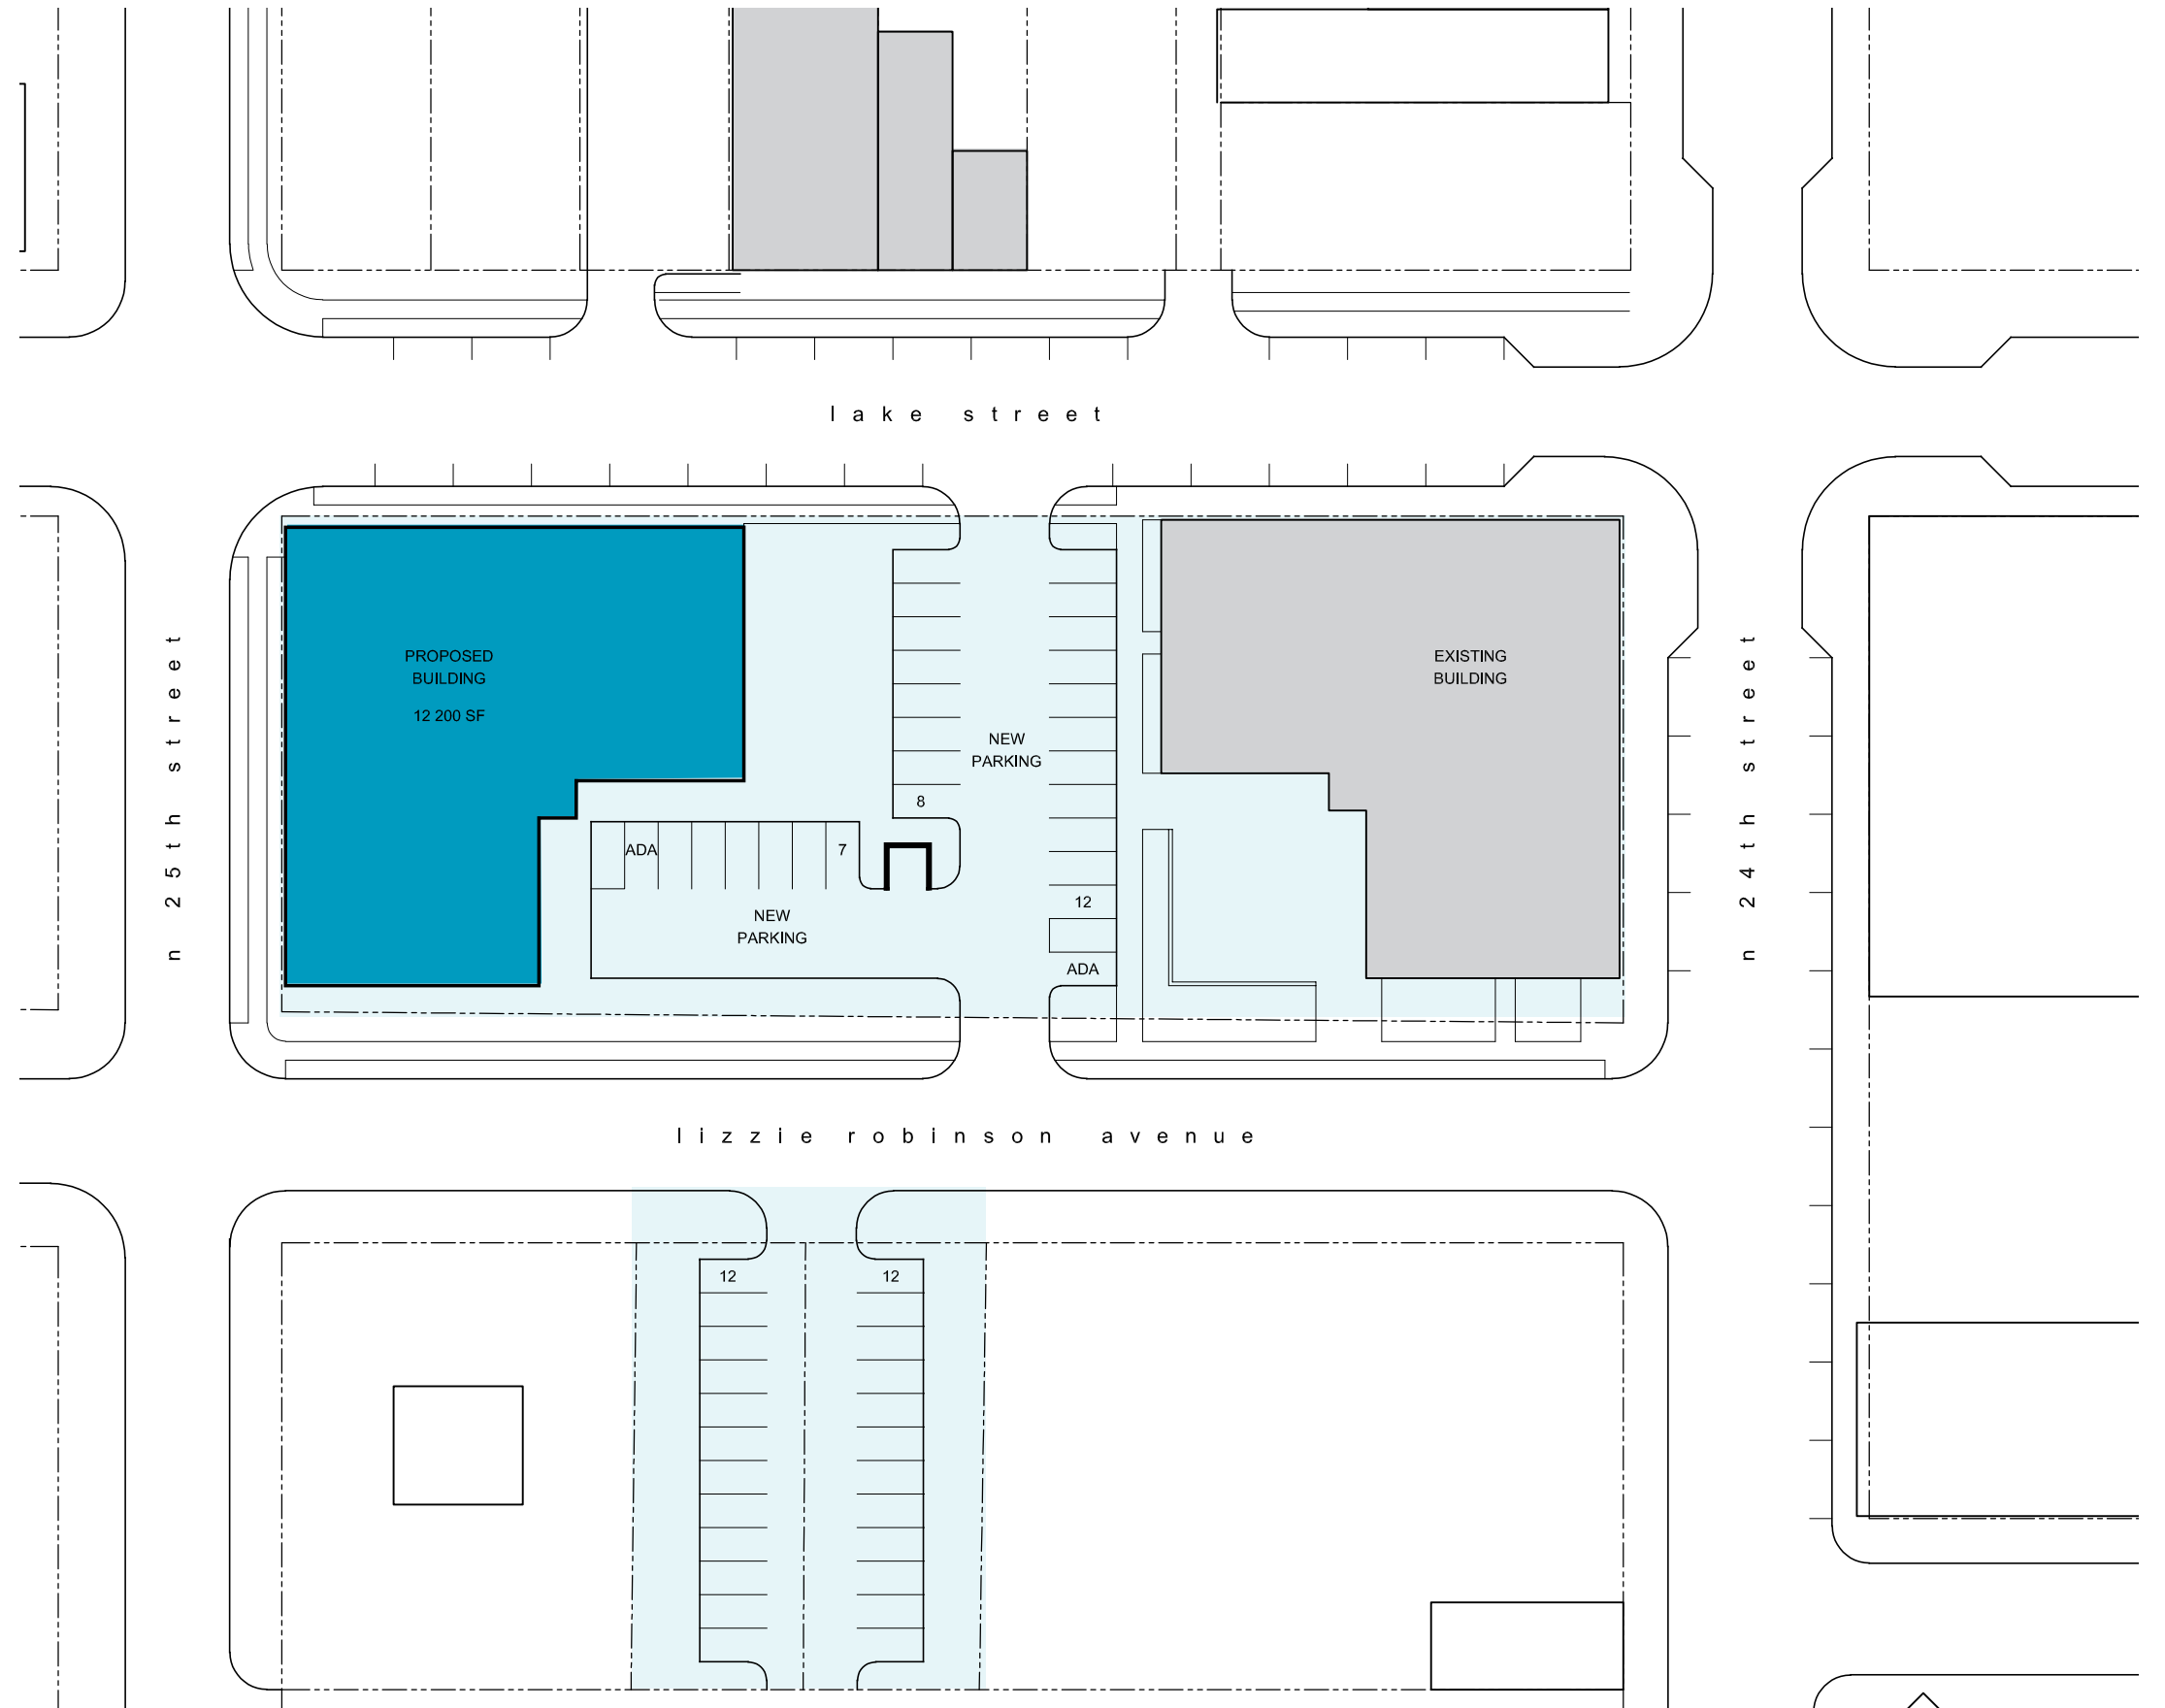 lake street
PROPOSED
BUILDING
12 200 SF
EXISTING
BUILDING
n 25th street
n 24th street
NEW
PARKING
8
ADA
7
12
NEW
PARKING
ADA
lizzie robinson avenue
12
12